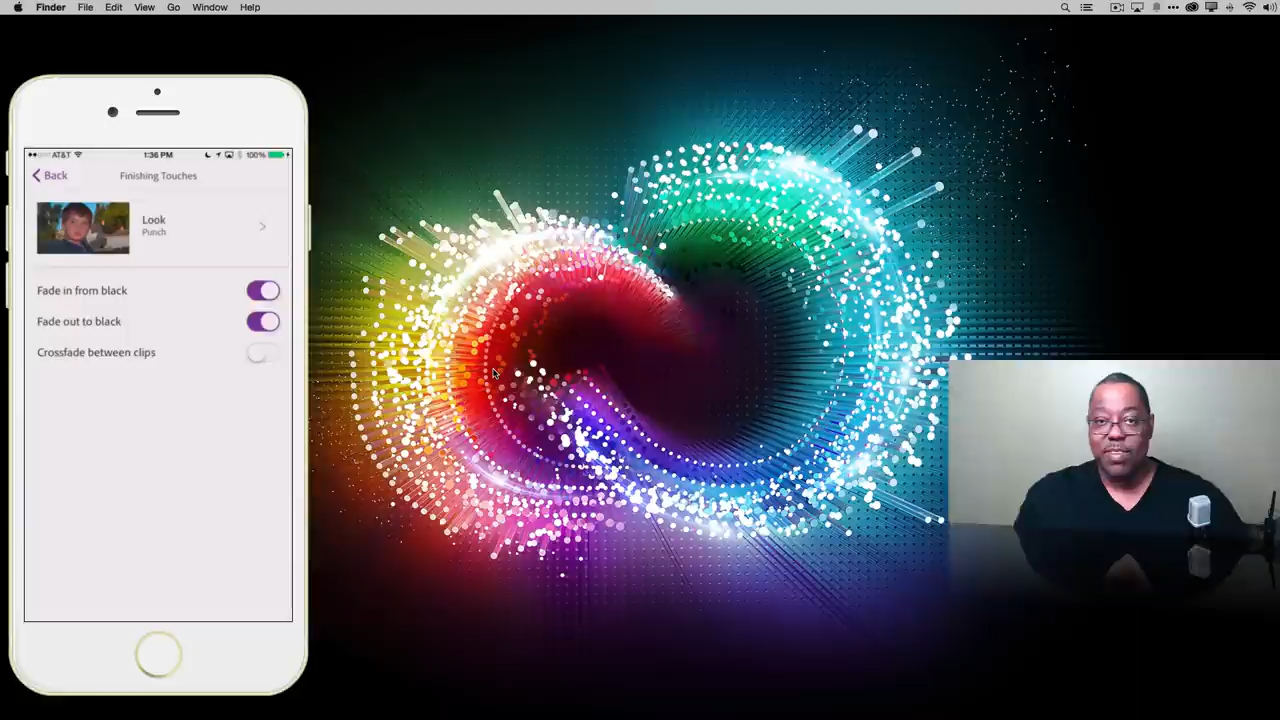 Finder File Edit View Go Window Help
AT&T 1:36 PM 100%
Back Finishing Touches
Look
Punch
Fade in from black
Fade out to black
Crossfade between clips